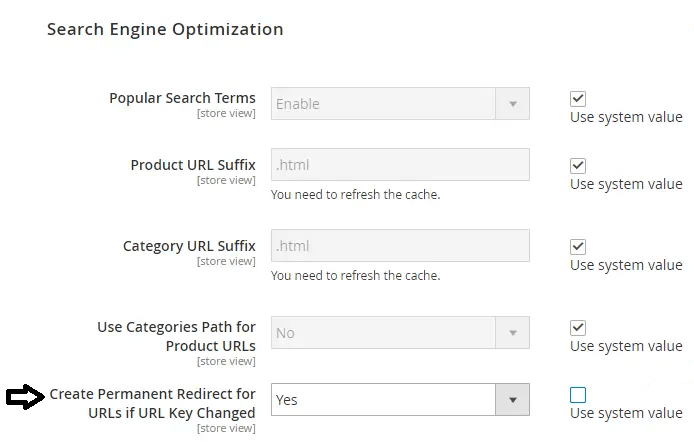 Search Engine Optimization
Popular Search Terms
[store view]
Enable
Use system value
Product URL Suffix
[store view]
.html
You need to refresh the cache.
Use system value
Category URL Suffix
[store view]
.html
You need to refresh the cache.
Use system value
Use Categories Path for
Product URLs
[store view]
No
Use system value
Create Permanent Redirect for
URLs if URL Key Changed
[store view]
Yes
Use system value